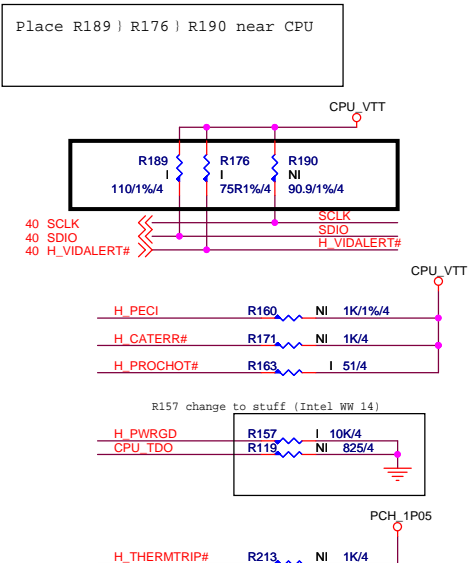 Place R189 } R176 } R190 near CPU
CPU_VTT
R189 R176 R190
I I NI
110/1%/4 75R1%/4 90.9/1%/4
40 SCLK SCLK
40 SDIO SDIO
40 H_VIDALERT# H_VIDALERT#
CPU_VTT
H_PECI R160 NI 1K/1%/4
H_CATERR# R171 NI 1K/4
H_PROCHOT# R163 I 51/4
R157 change to stuff (Intel WW 14)
H_PWRGD R157 I 10K/4
CPU_TDO R119 NI 825/4
PCH_1P05
H_THERMTRIP# R213 NI 1K/4